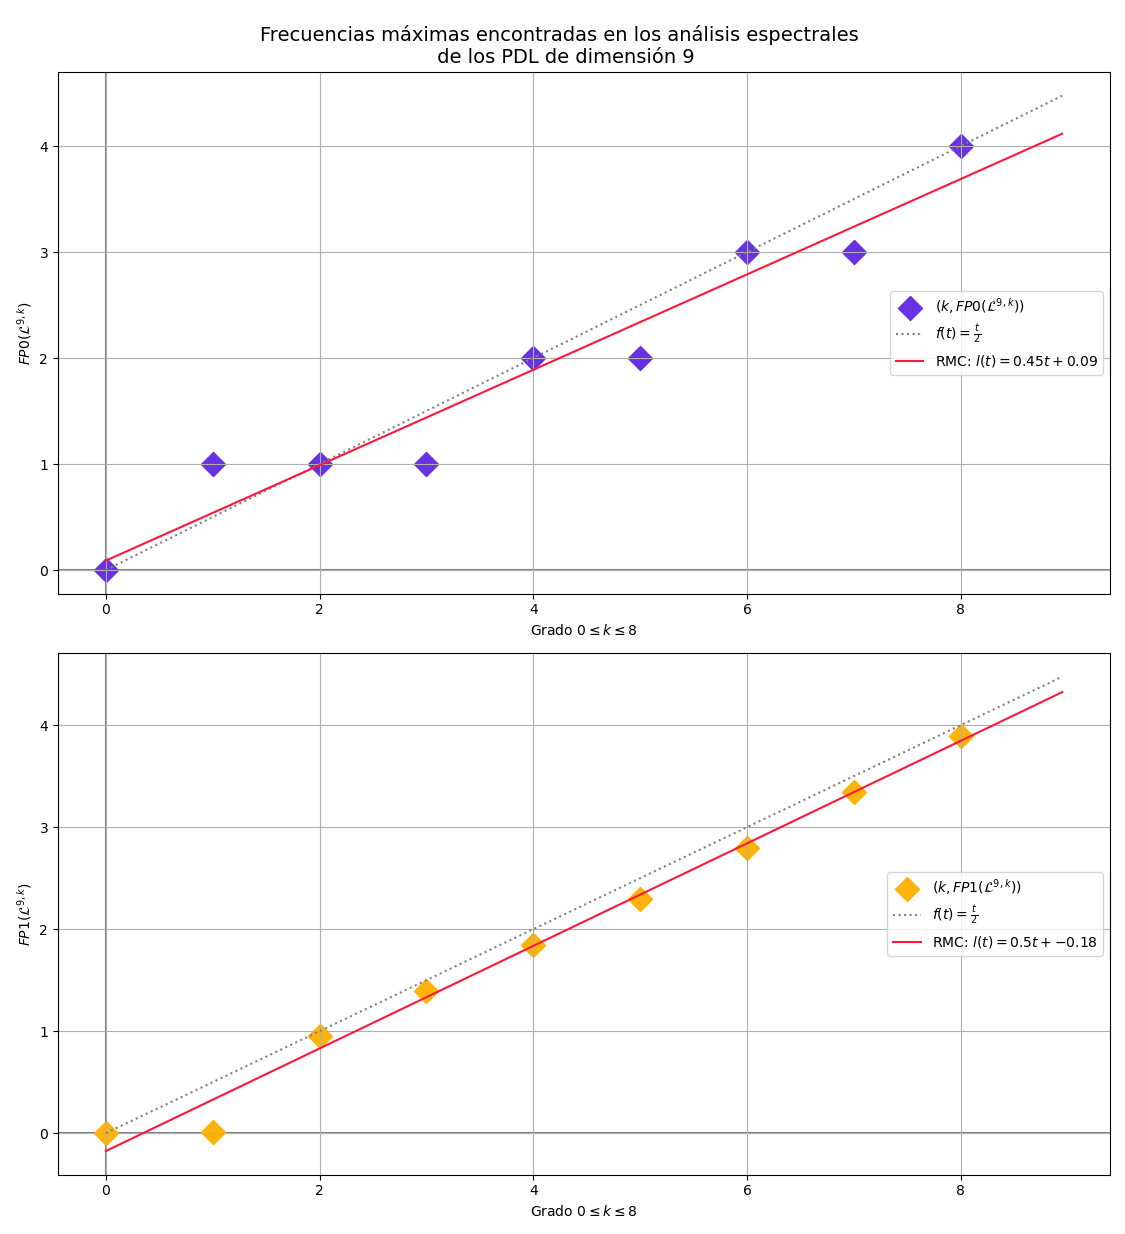 Frecuencias máximas encontradas en los análisis espectrales
de los PDL de dimensión 9
4
3
2
1
0
FP0(ℒ^{9,k})
(k, FP0(ℒ^{9,k}))
f(t) = t/2
RMC: l(t) = 0.45t + 0.09
0 2 4 6 8
Grado 0 ≤ k ≤ 8
4
3
2
1
0
FP1(ℒ^{9,k})
(k, FP1(ℒ^{9,k}))
f(t) = t/2
RMC: l(t) = 0.5t + −0.18
0 2 4 6 8
Grado 0 ≤ k ≤ 8